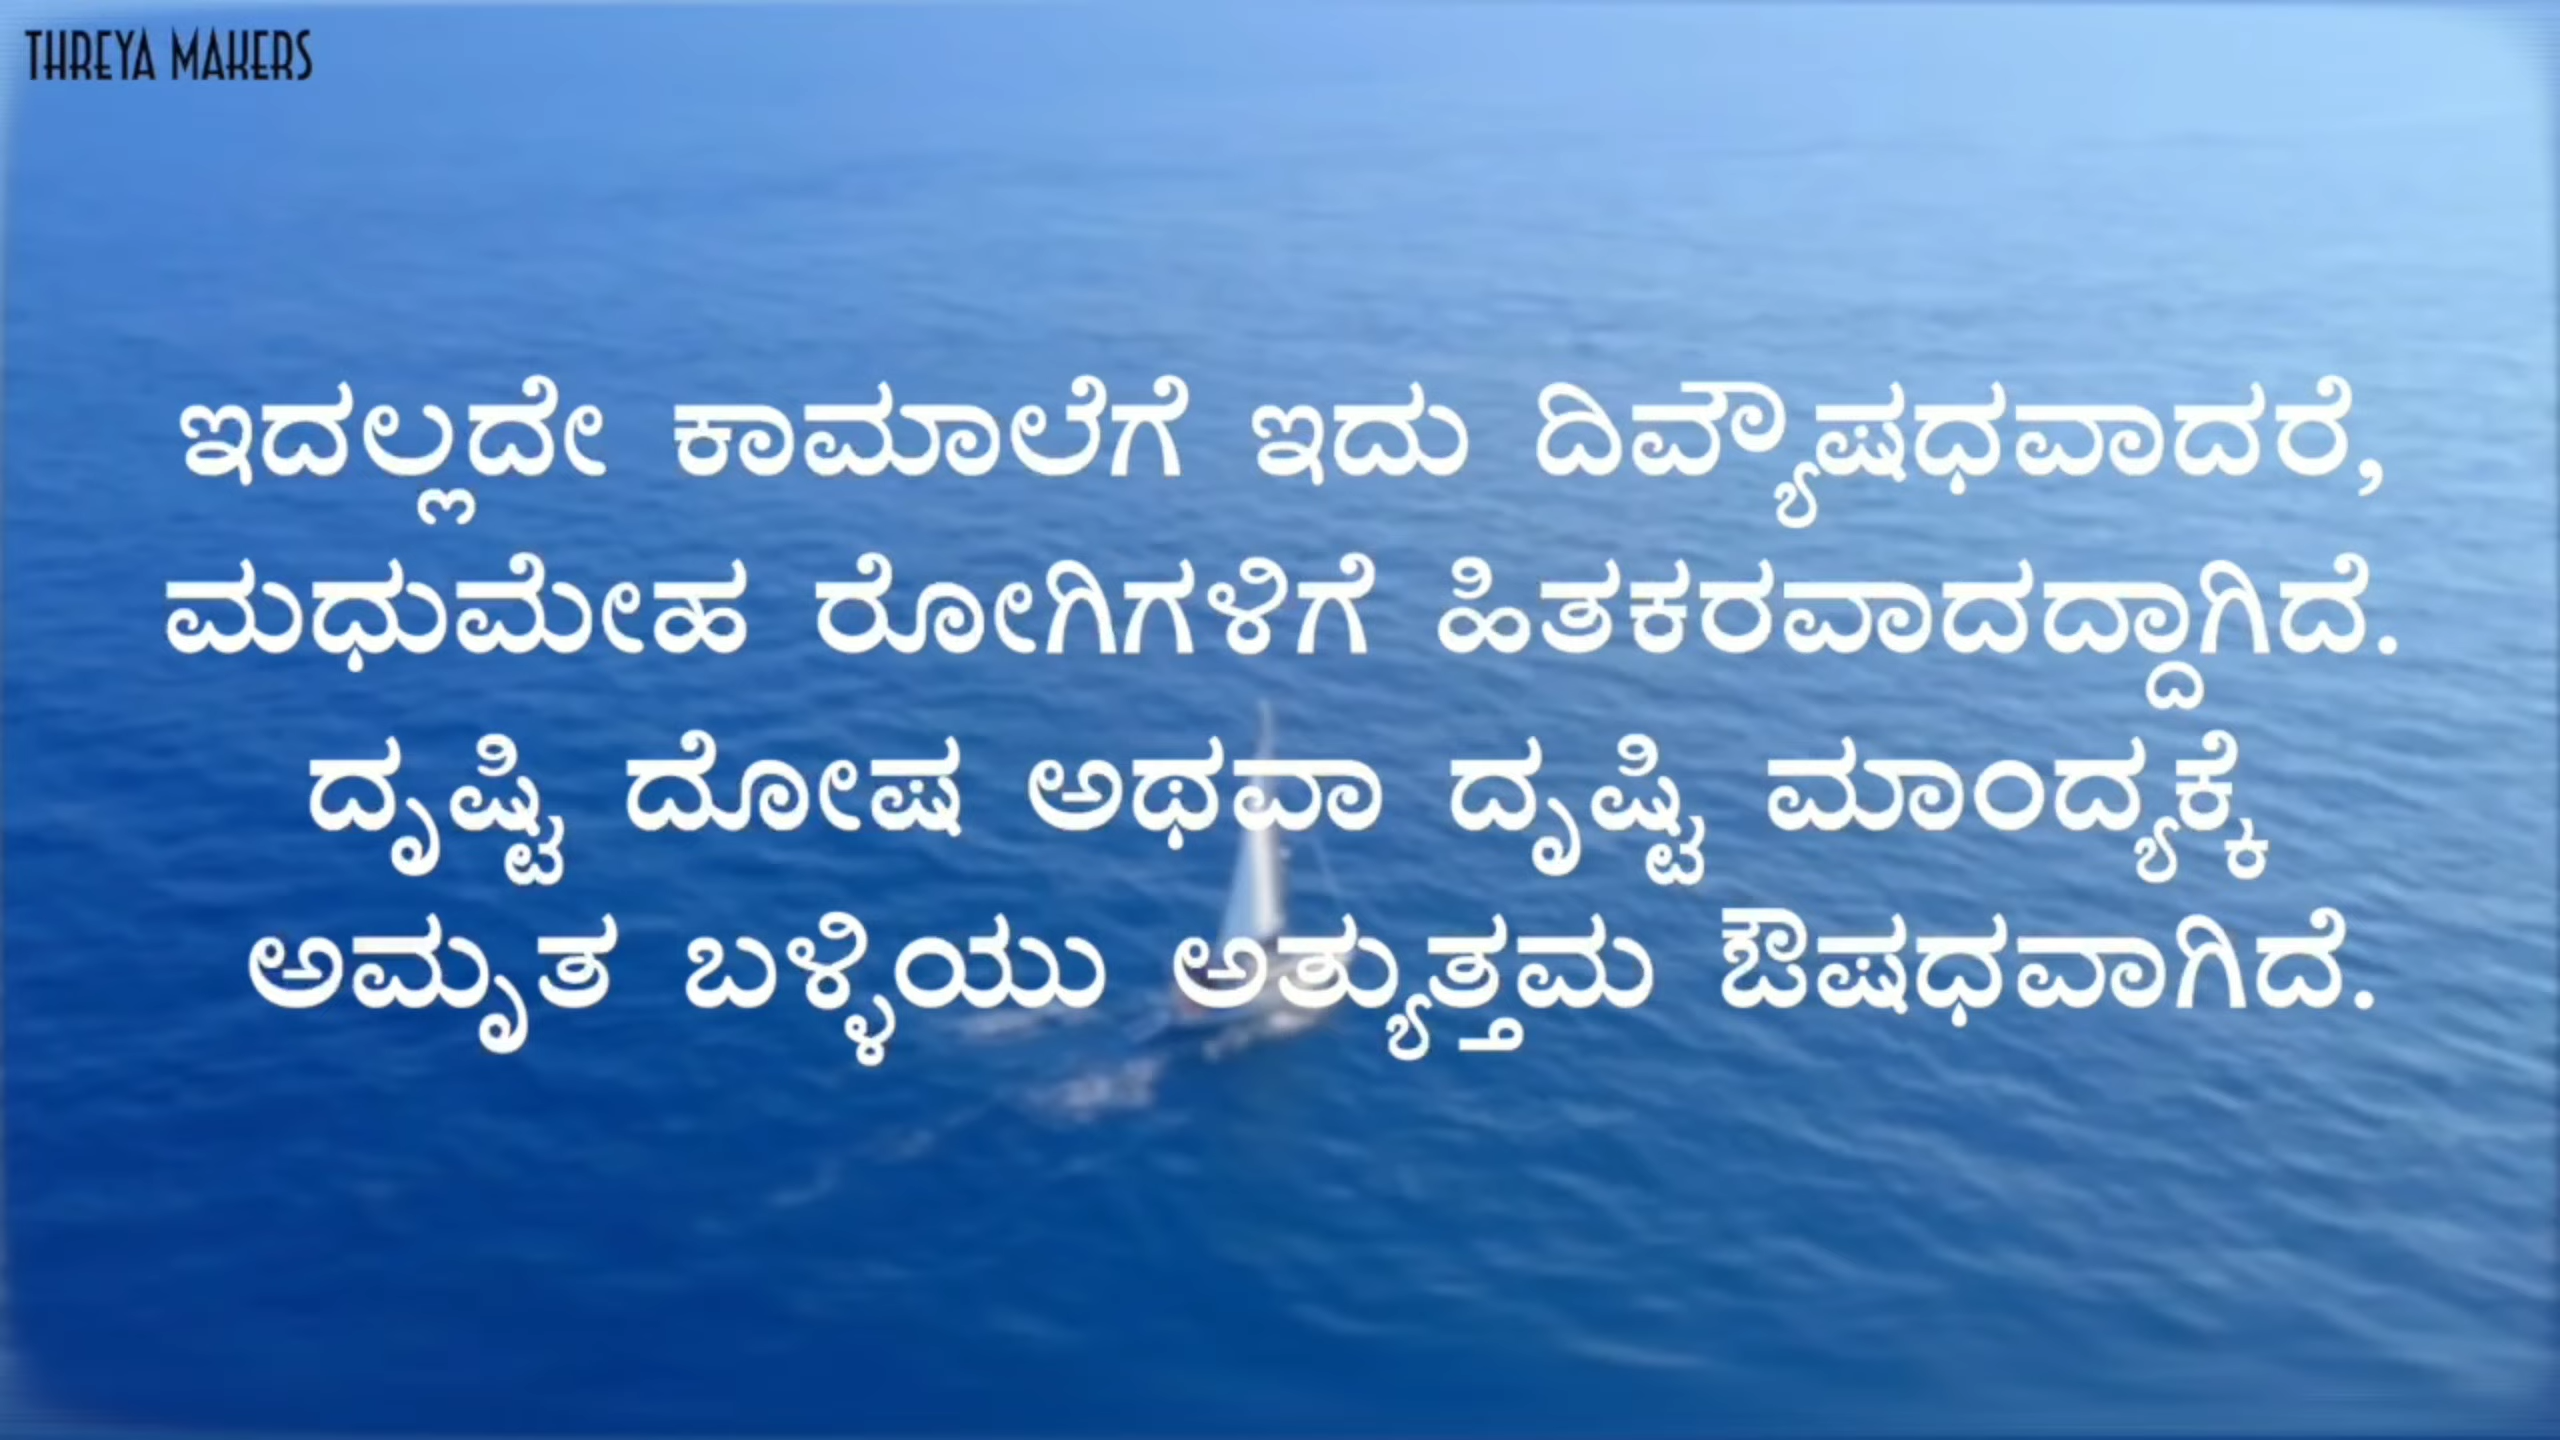 THREYA MAKERS
ಇದಲ್ಲದೇ ಕಾಮಾಲೆಗೆ ಇದು ದಿವ್ಯೌಷಧವಾದರೆ,
ಮಧುಮೇಹ ರೋಗಿಗಳಿಗೆ ಹಿತಕರವಾದದ್ದಾಗಿದೆ.
ದೃಷ್ಟಿ ದೋಷ ಅಥವಾ ದೃಷ್ಟಿ ಮಾಂದ್ಯಕ್ಕೆ
ಅಮೃತ ಬಳ್ಳಿಯು ಅತ್ಯುತ್ತಮ ಔಷಧವಾಗಿದೆ.